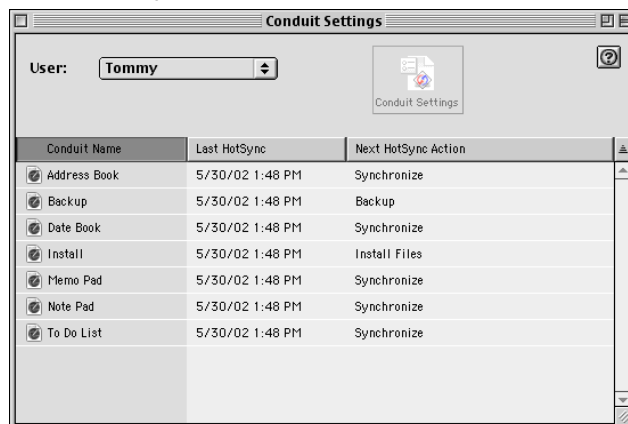 Conduit Settings
User: Tommy
Conduit Settings
?
Conduit Name Last HotSync Next HotSync Action
Address Book 5/30/02 1:48 PM Synchronize
Backup 5/30/02 1:48 PM Backup
Date Book 5/30/02 1:48 PM Synchronize
Install 5/30/02 1:48 PM Install Files
Memo Pad 5/30/02 1:48 PM Synchronize
Note Pad 5/30/02 1:48 PM Synchronize
To Do List 5/30/02 1:48 PM Synchronize